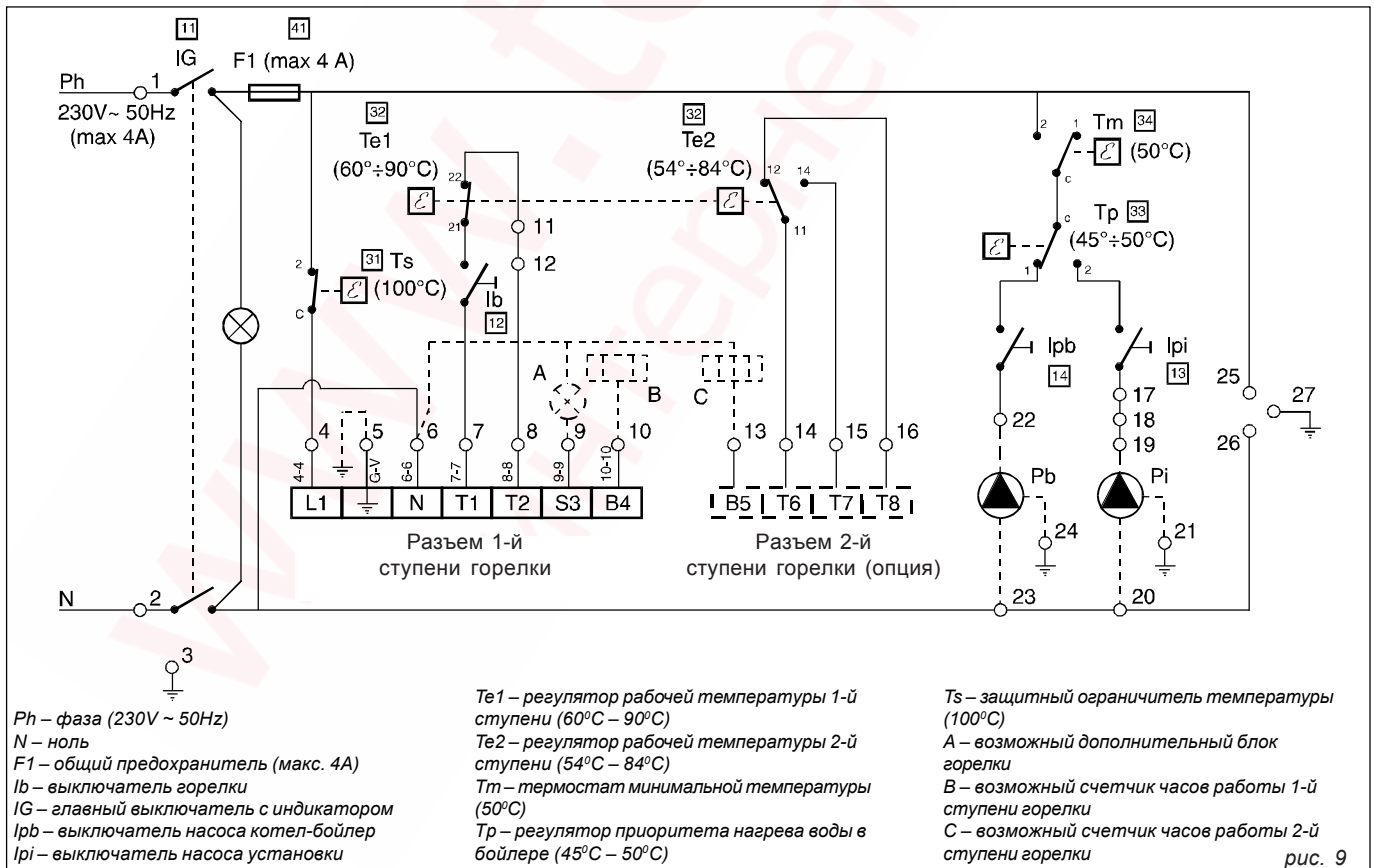 11
41
IG
F1 (max 4 A)
Ph
1
230V~ 50Hz
(max 4A)
32
Te1
(60°÷90°C)
32
Te2
(54°÷84°C)
2
1
Tm 34
(50°C)
22
21
11
12
12
14
11
c
c
Tp 33
(45°÷50°C)
1
2
2
31 Ts
(100°C)
C
Ib
12
Ipb
14
Ipi
13
A
B
C
25
27
26
17
18
19
22
4
5
6
7
8
9
10
13
14
15
16
4-4
G-V
6-6
7-7
8-8
9-9
10-10
L1
N
T1
T2
S3
B4
B5
T6
T7
T8
Разъем 1-й
ступени горелки
Разъем 2-й
ступени горелки (опция)
Pb
24
Pi
21
N
2
23
20
3
Ph – фаза (230V ~ 50Hz)
N – ноль
F1 – общий предохранитель (макс. 4A)
Ib – выключатель горелки
IG – главный выключатель с индикатором
Ipb – выключатель насоса котел-бойлер
Ipi – выключатель насоса установки
Te1 – регулятор рабочей температуры 1-й
ступени (60⁰C – 90⁰C)
Te2 – регулятор рабочей температуры 2-й
ступени (54⁰C – 84⁰C)
Tm – термостат минимальной температуры
(50⁰C)
Tp – регулятор приоритета нагрева воды в
бойлере (45⁰C – 50⁰C)
Ts – защитный ограничитель температуры
(100⁰C)
A – возможный дополнительный блок
горелки
B – возможный счетчик часов работы 1-й
ступени горелки
C – возможный счетчик часов работы 2-й
ступени горелки
рис. 9